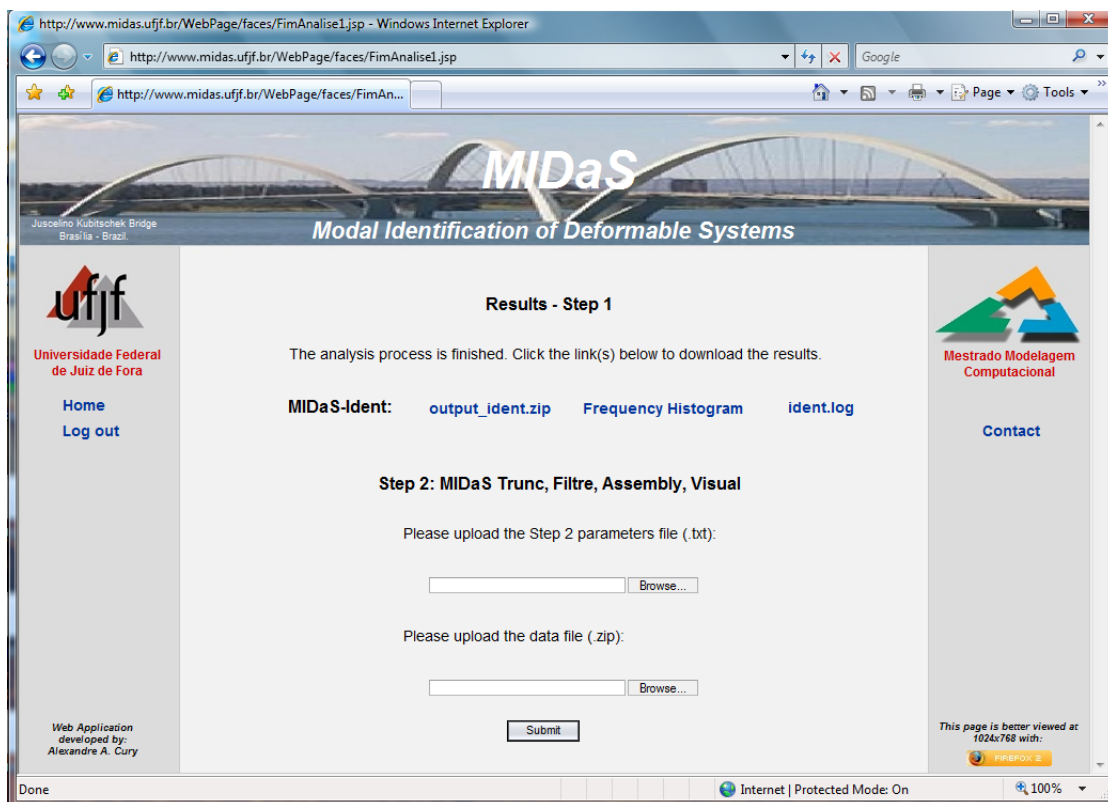 http://www.midas.ufjf.br/WebPage/faces/FimAnalise1.jsp - Windows Internet Explorer
http://www.midas.ufjf.br/WebPage/faces/FimAnalise1.jsp
Google
http://www.midas.ufjf.br/WebPage/faces/FimAn...
Page
Tools
MIDaS
Juscelino Kubitschek Bridge
Brasília - Brazil.
Modal Identification of Deformable Systems
ufjf
Universidade Federal
de Juiz de Fora
Home
Log out
Results - Step 1
The analysis process is finished. Click the link(s) below to download the results.
MIDaS-Ident: output_ident.zip Frequency Histogram ident.log
Step 2: MIDaS Trunc, Filtre, Assembly, Visual
Please upload the Step 2 parameters file (.txt):
Browse...
Please upload the data file (.zip):
Browse...
Submit
Mestrado Modelagem
Computacional
Contact
Web Application
developed by:
Alexandre A. Cury
This page is better viewed at
1024x768 with:
FIREFOX 2
Done
Internet | Protected Mode: On
100%